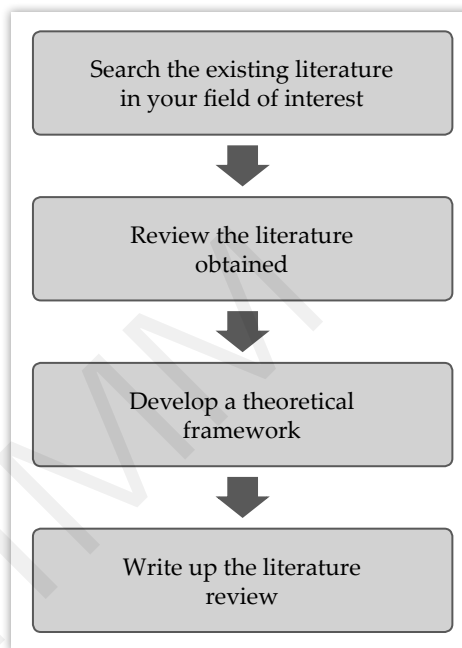 Search the existing literature
in your field of interest
Review the literature
obtained
Develop a theoretical
framework
Write up the literature
review